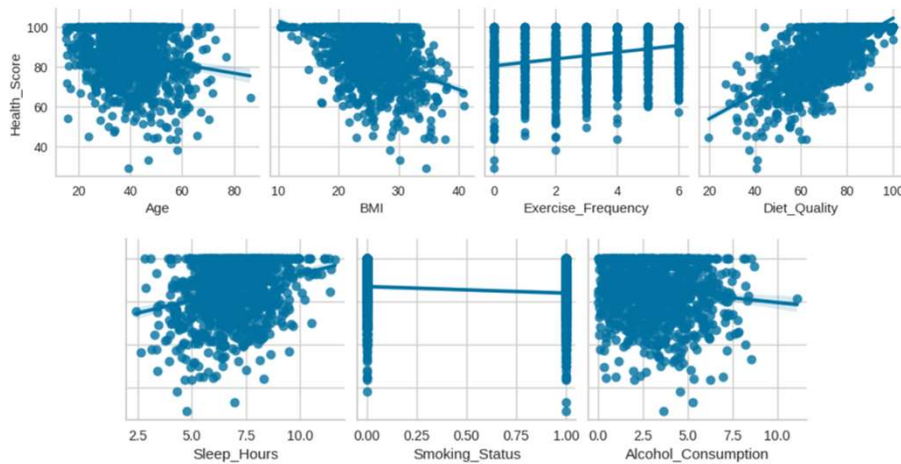 100
80
60
40
Health_Score
20 40 60 80
Age
10 20 30 40
BMI
0 2 4 6
Exercise_Frequency
20 40 60 80 100
Diet_Quality
2.5 5.0 7.5 10.0
Sleep_Hours
0.00 0.25 0.50 0.75 1.00
Smoking_Status
0.0 2.5 5.0 7.5 10.0
Alcohol_Consumption